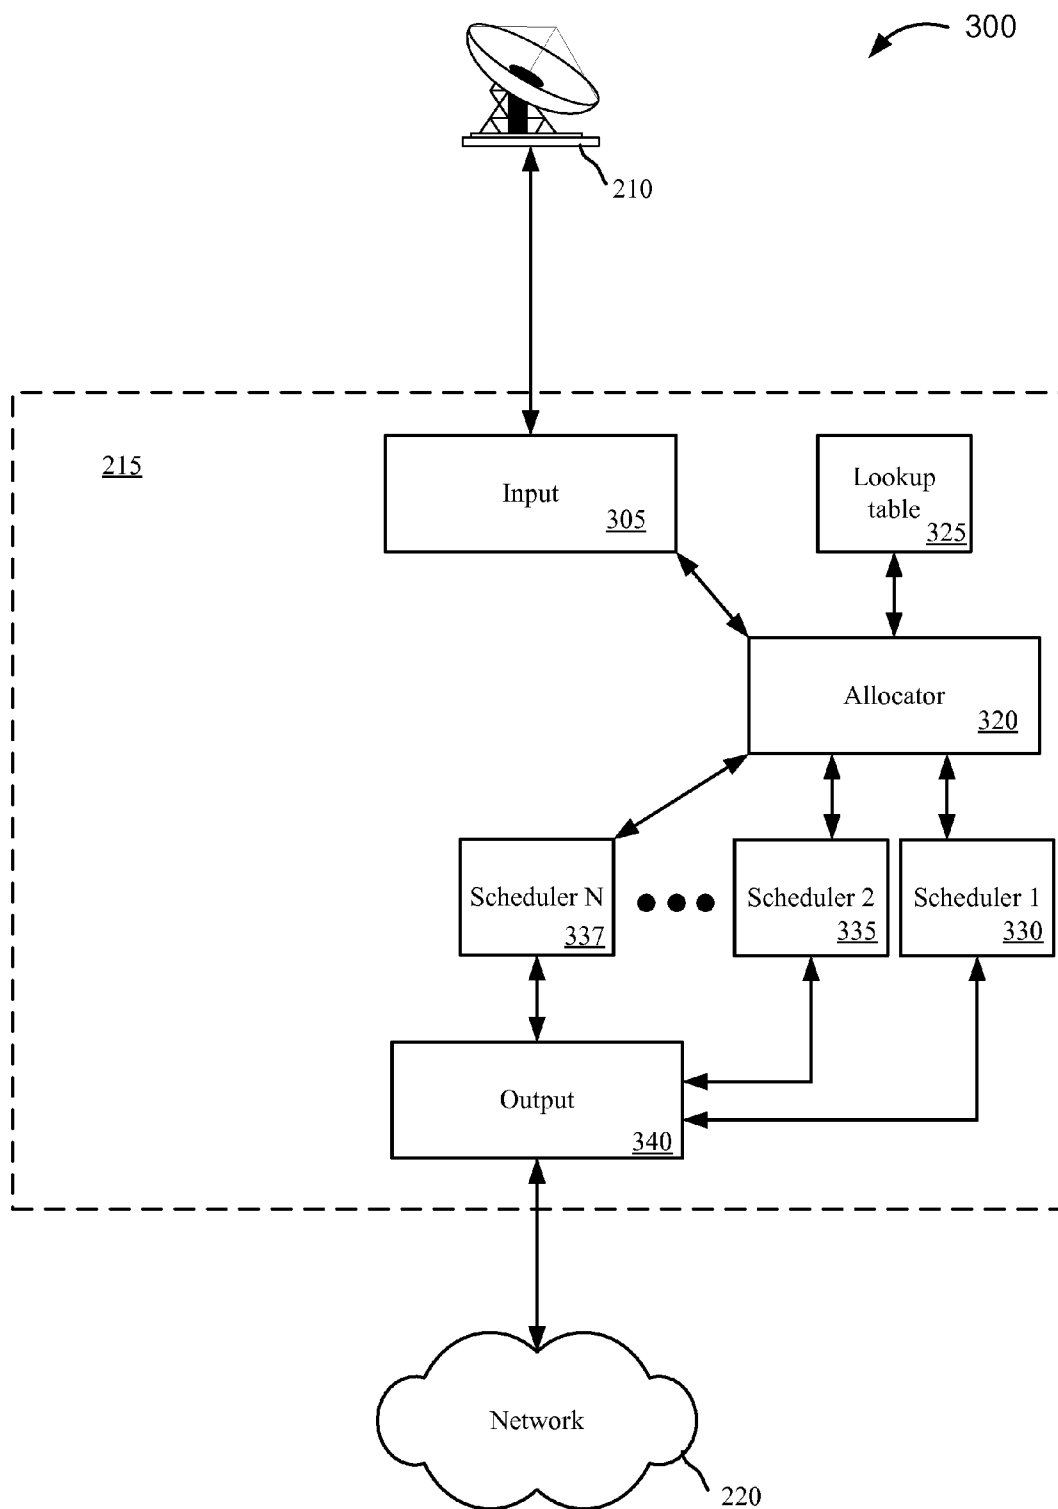 300
210
215
Input
305
Lookup
table
325
Allocator
320
Scheduler N
337
Scheduler 2
335
Scheduler 1
330
Output
340
Network
220